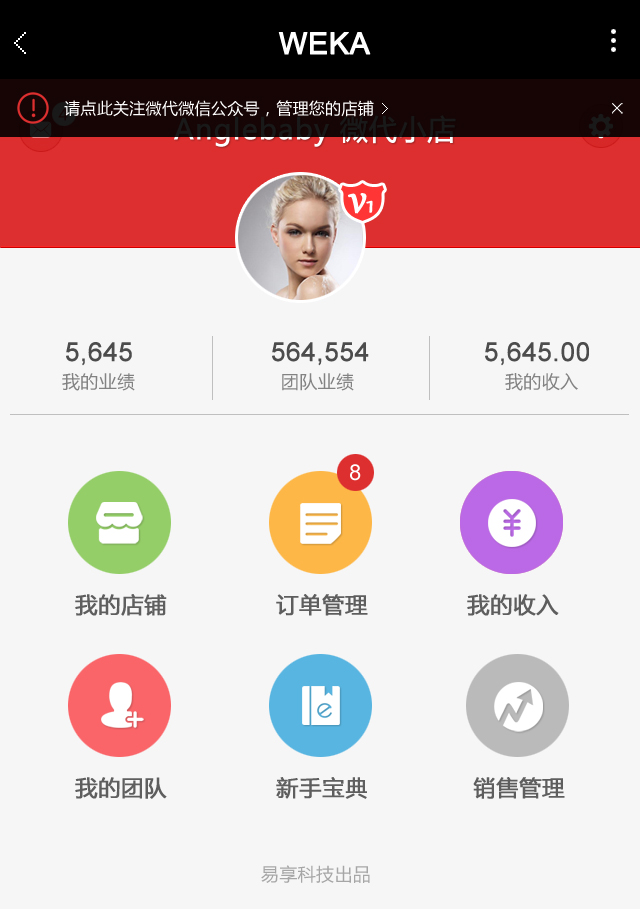 WEKA
请点此关注微代微信公众号，管理您的店铺 >
Anglebaby 微代小店
V1
5,645
564,554
5,645.00
我的业绩
团队业绩
我的收入
8
我的店铺
订单管理
我的收入
我的团队
新手宝典
销售管理
易享科技出品